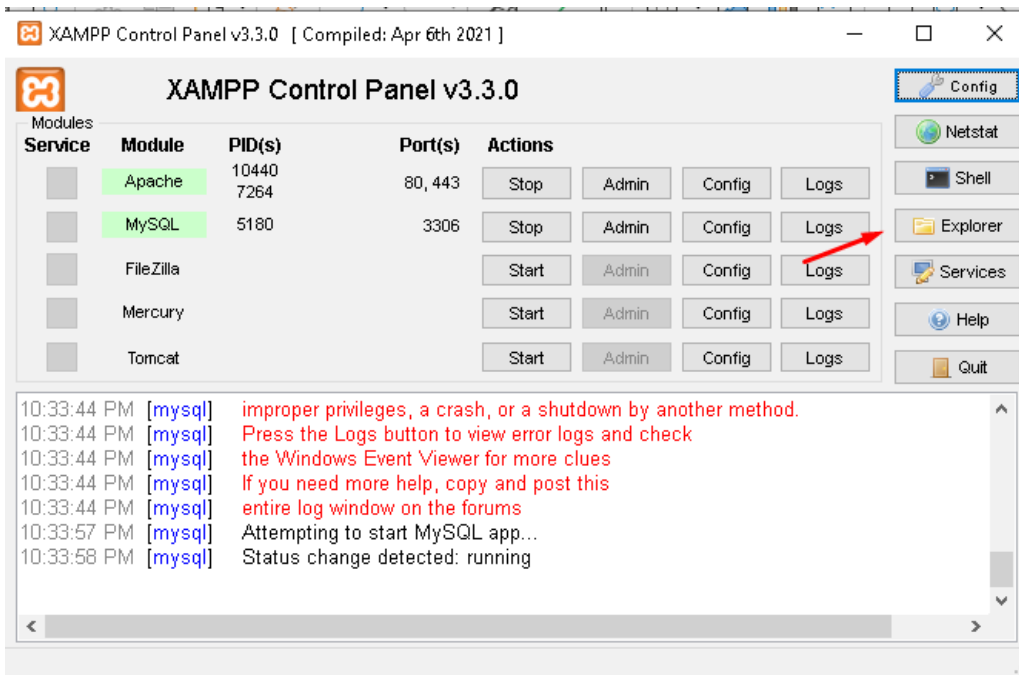 XAMPP Control Panel v3.3.0 [ Compiled: Apr 6th 2021 ]
XAMPP Control Panel v3.3.0
Config
Modules
Netstat
Service Module PID(s) Port(s) Actions
Apache 10440 7264 80, 443 Stop Admin Config Logs
Shell
MySQL 5180 3306 Stop Admin Config Logs
Explorer
FileZilla Start Admin Config Logs
Services
Mercury Start Admin Config Logs
Help
Tomcat Start Admin Config Logs
Quit
10:33:44 PM [mysql] improper privileges, a crash, or a shutdown by another method.
10:33:44 PM [mysql] Press the Logs button to view error logs and check
10:33:44 PM [mysql] the Windows Event Viewer for more clues
10:33:44 PM [mysql] If you need more help, copy and post this
10:33:44 PM [mysql] entire log window on the forums
10:33:57 PM [mysql] Attempting to start MySQL app...
10:33:58 PM [mysql] Status change detected: running